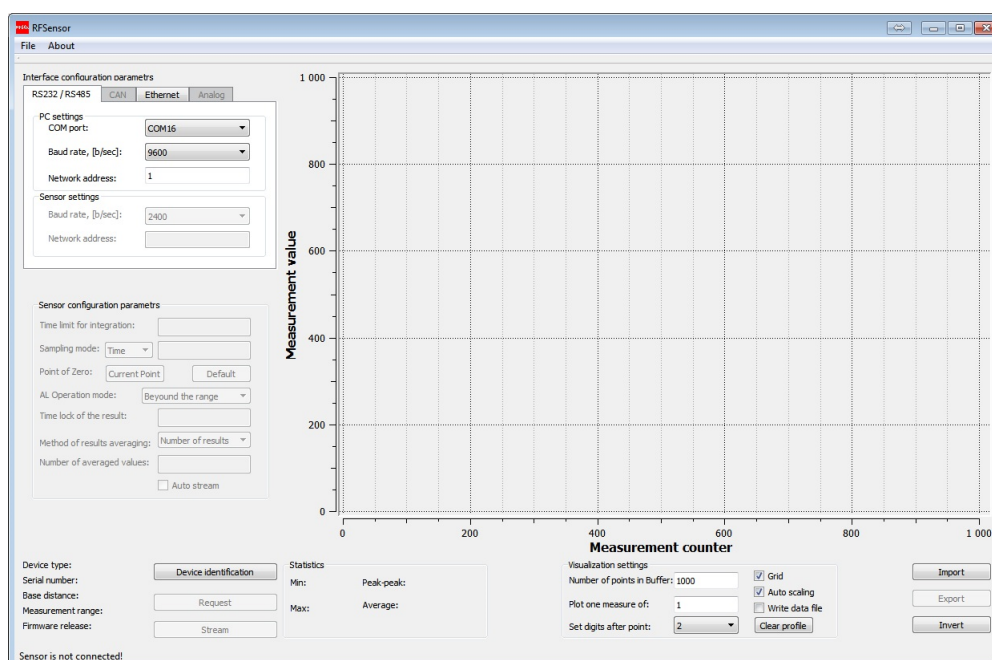 RFSensor
File About
Interface configuration parametrs
RS232 / RS485 CAN Ethernet Analog
PC settings
COM port: COM16
Baud rate, [b/sec]: 9600
Network address: 1
Sensor settings
Baud rate, [b/sec]: 2400
Network address:
Sensor configuration parametrs
Time limit for integration:
Sampling mode: Time
Point of Zero: Current Point Default
AL Operation mode: Beyound the range
Time lock of the result:
Method of results averaging: Number of results
Number of averaged values:
Auto stream
Measurement value
1 000
800
600
400
200
0
0 200 400 600 800 1 000
Measurement counter
Device type:
Serial number:
Base distance:
Measurement range:
Firmware release:
Device identification
Request
Stream
Statistics
Min: Peak-peak:
Max: Average:
Visualization settings
Number of points in Buffer: 1000
Plot one measure of: 1
Set digits after point: 2
Grid
Auto scaling
Write data file
Clear profile
Import
Export
Invert
Sensor is not connected!